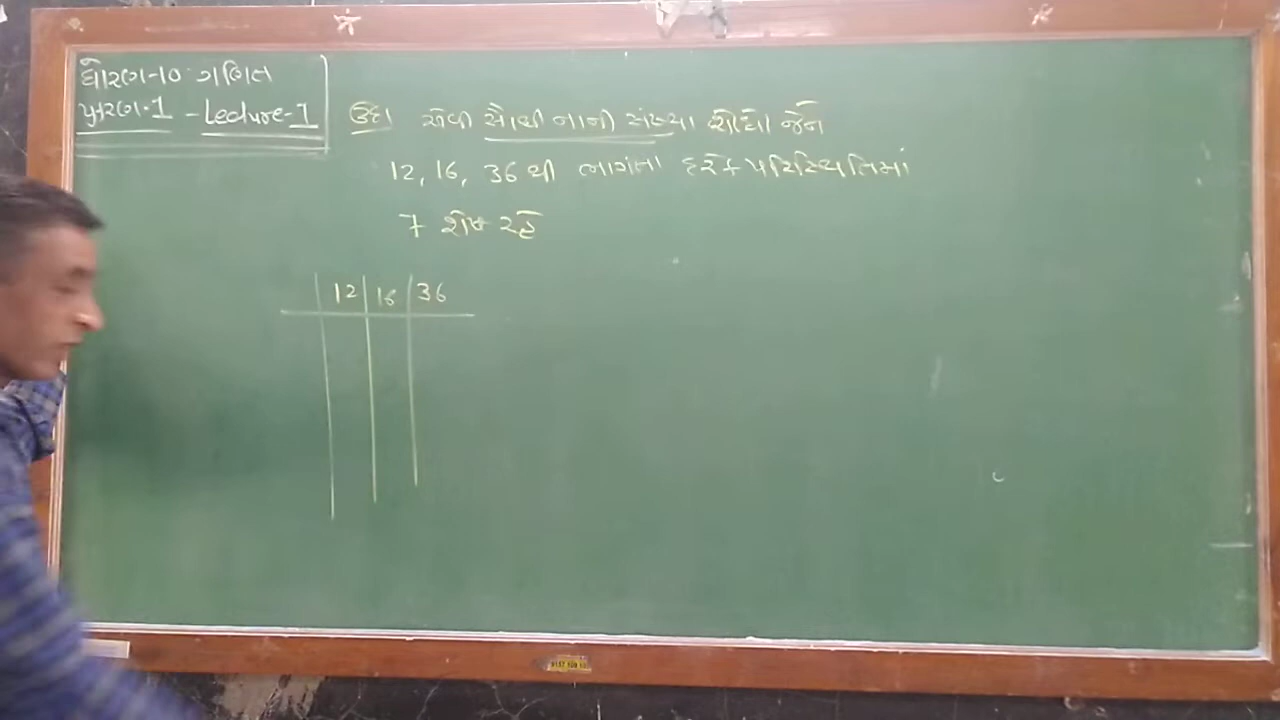 ધોરણ-10 ગણિત
પ્રકરણ-1 - Lecture-1
ઉદા એવી સૌથી નાની સંખ્યા શોધો જેને
12, 16, 36 થી ભાગતા દરેક પરિસ્થિતિમાં
7 શેષ રહે
12 16 36